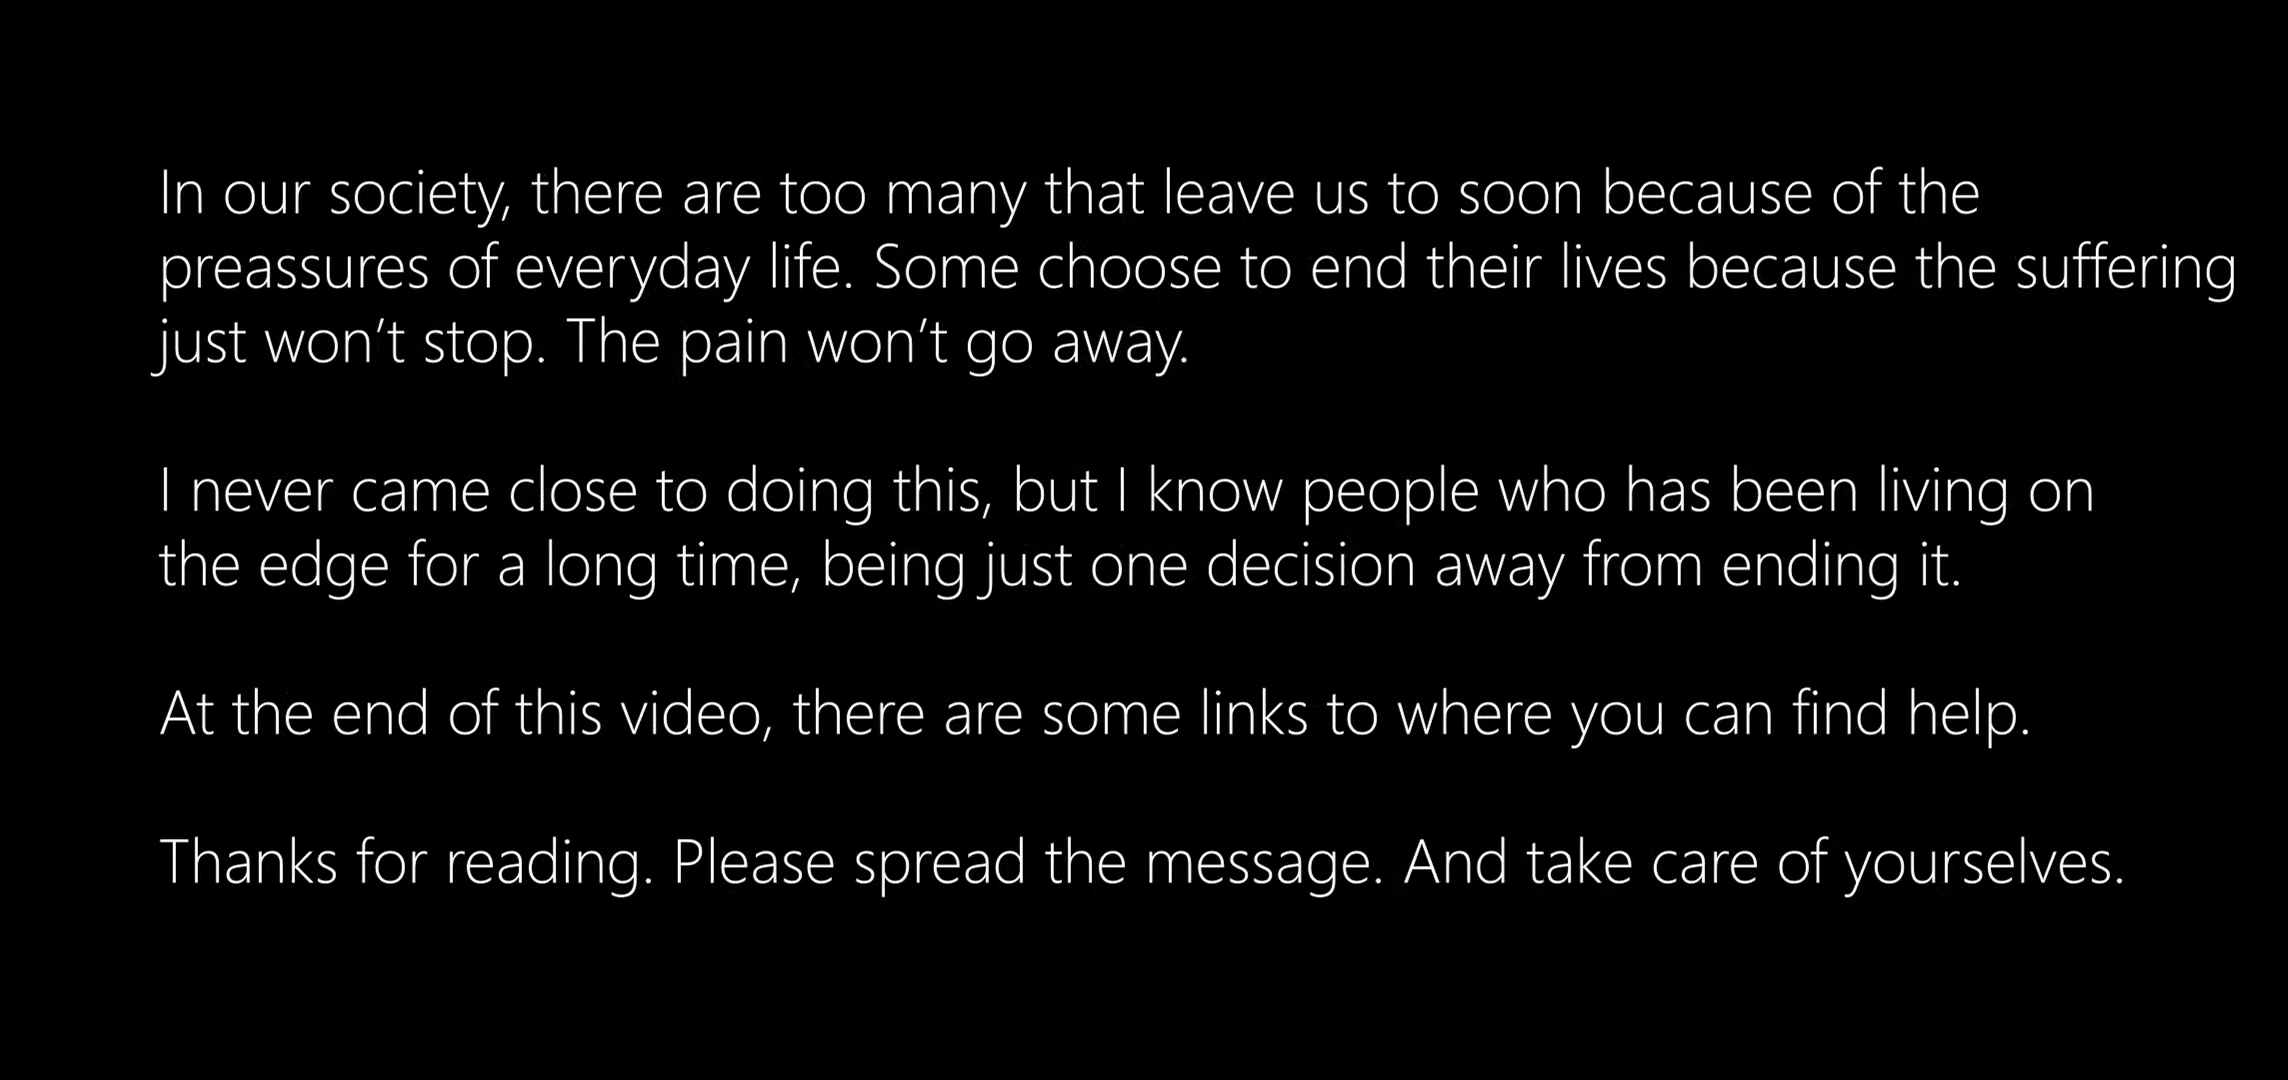 In our society, there are too many that leave us to soon because of the
preassures of everyday life. Some choose to end their lives because the suffering
just won’t stop. The pain won’t go away.
I never came close to doing this, but I know people who has been living on
the edge for a long time, being just one decision away from ending it.
At the end of this video, there are some links to where you can find help.
Thanks for reading. Please spread the message. And take care of yourselves.